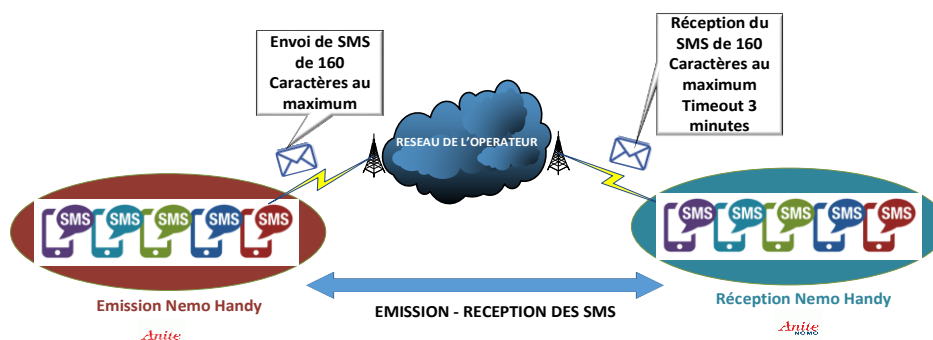 Envoi de SMS
de 160
Caractères au
maximum
Réception du
SMS de 160
Caractères au
maximum
Timeout 3
minutes
RESEAU DE L'OPERATEUR
SMS
SMS
SMS
SMS
SMS
SMS
SMS
SMS
SMS
SMS
Emission Nemo Handy
EMISSION - RECEPTION DES SMS
Réception Nemo Handy
Anite
Anite
NEMO